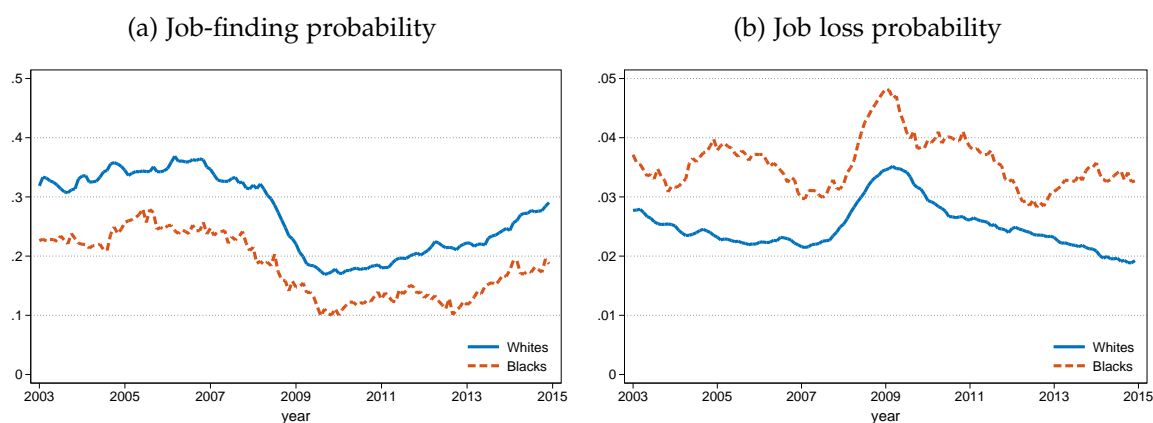 (a) Job-finding probability
.5
.4
.3
.2
.1
0
2003 2005 2007 2009 2011 2013 2015
year
Whites
Blacks
(b) Job loss probability
.05
.04
.03
.02
.01
0
2003 2005 2007 2009 2011 2013 2015
year
Whites
Blacks